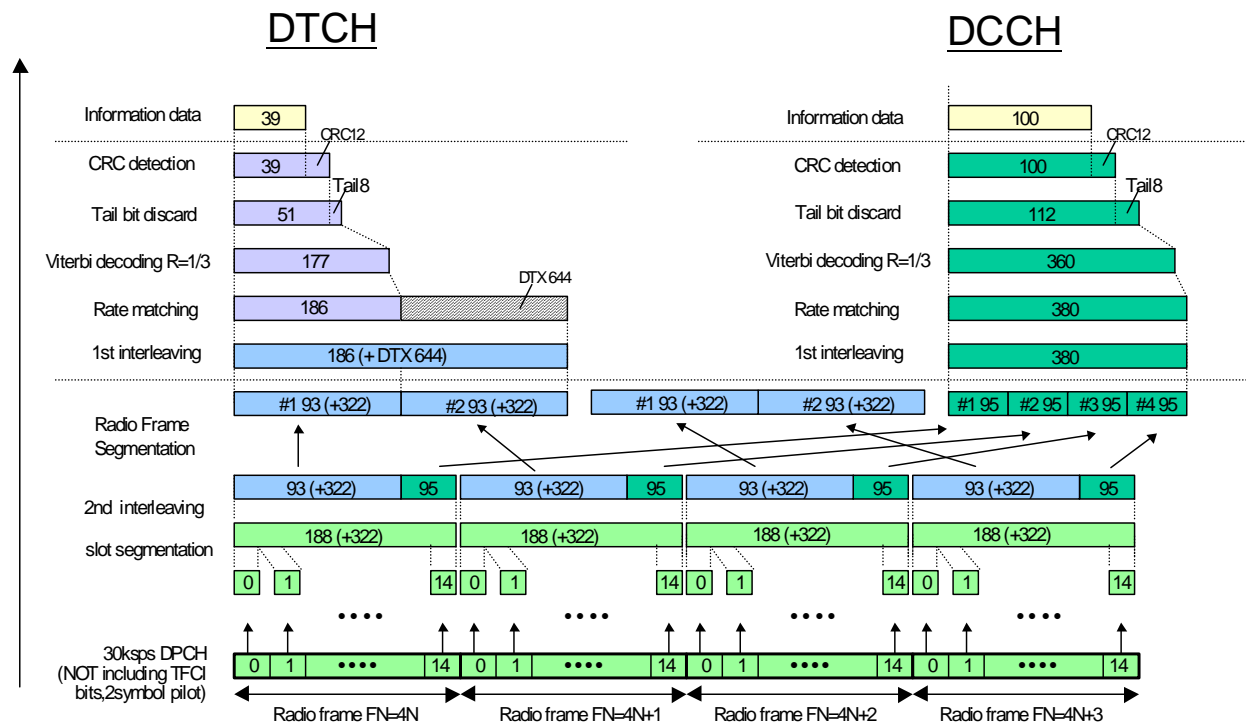 DTCH
DCCH
Information data
39
Information data
100
CRC12
CRC12
CRC detection
39
CRC detection
100
Tail8
Tail8
Tail bit discard
51
Tail bit discard
112
Viterbi decoding R=1/3
177
Viterbi decoding R=1/3
360
DTX 644
Rate matching
186
Rate matching
380
1st interleaving
186 (+ DTX 644)
1st interleaving
380
#1 93 (+322)
#2 93 (+322)
#1 93 (+322)
#2 93 (+322)
#1 95
#2 95
#3 95
#4 95
Radio Frame
Segmentation
93 (+322)
95
93 (+322)
95
93 (+322)
95
93 (+322)
95
2nd interleaving
188 (+322)
188 (+322)
188 (+322)
188 (+322)
slot segmentation
0
1
14
0
1
14
0
1
14
0
1
14
30ksps DPCH
(NOT including TFCI
bits,2symbol pilot)
0
1
14
0
1
14
0
1
14
0
1
14
Radio frame FN=4N
Radio frame FN=4N+1
Radio frame FN=4N+2
Radio frame FN=4N+3